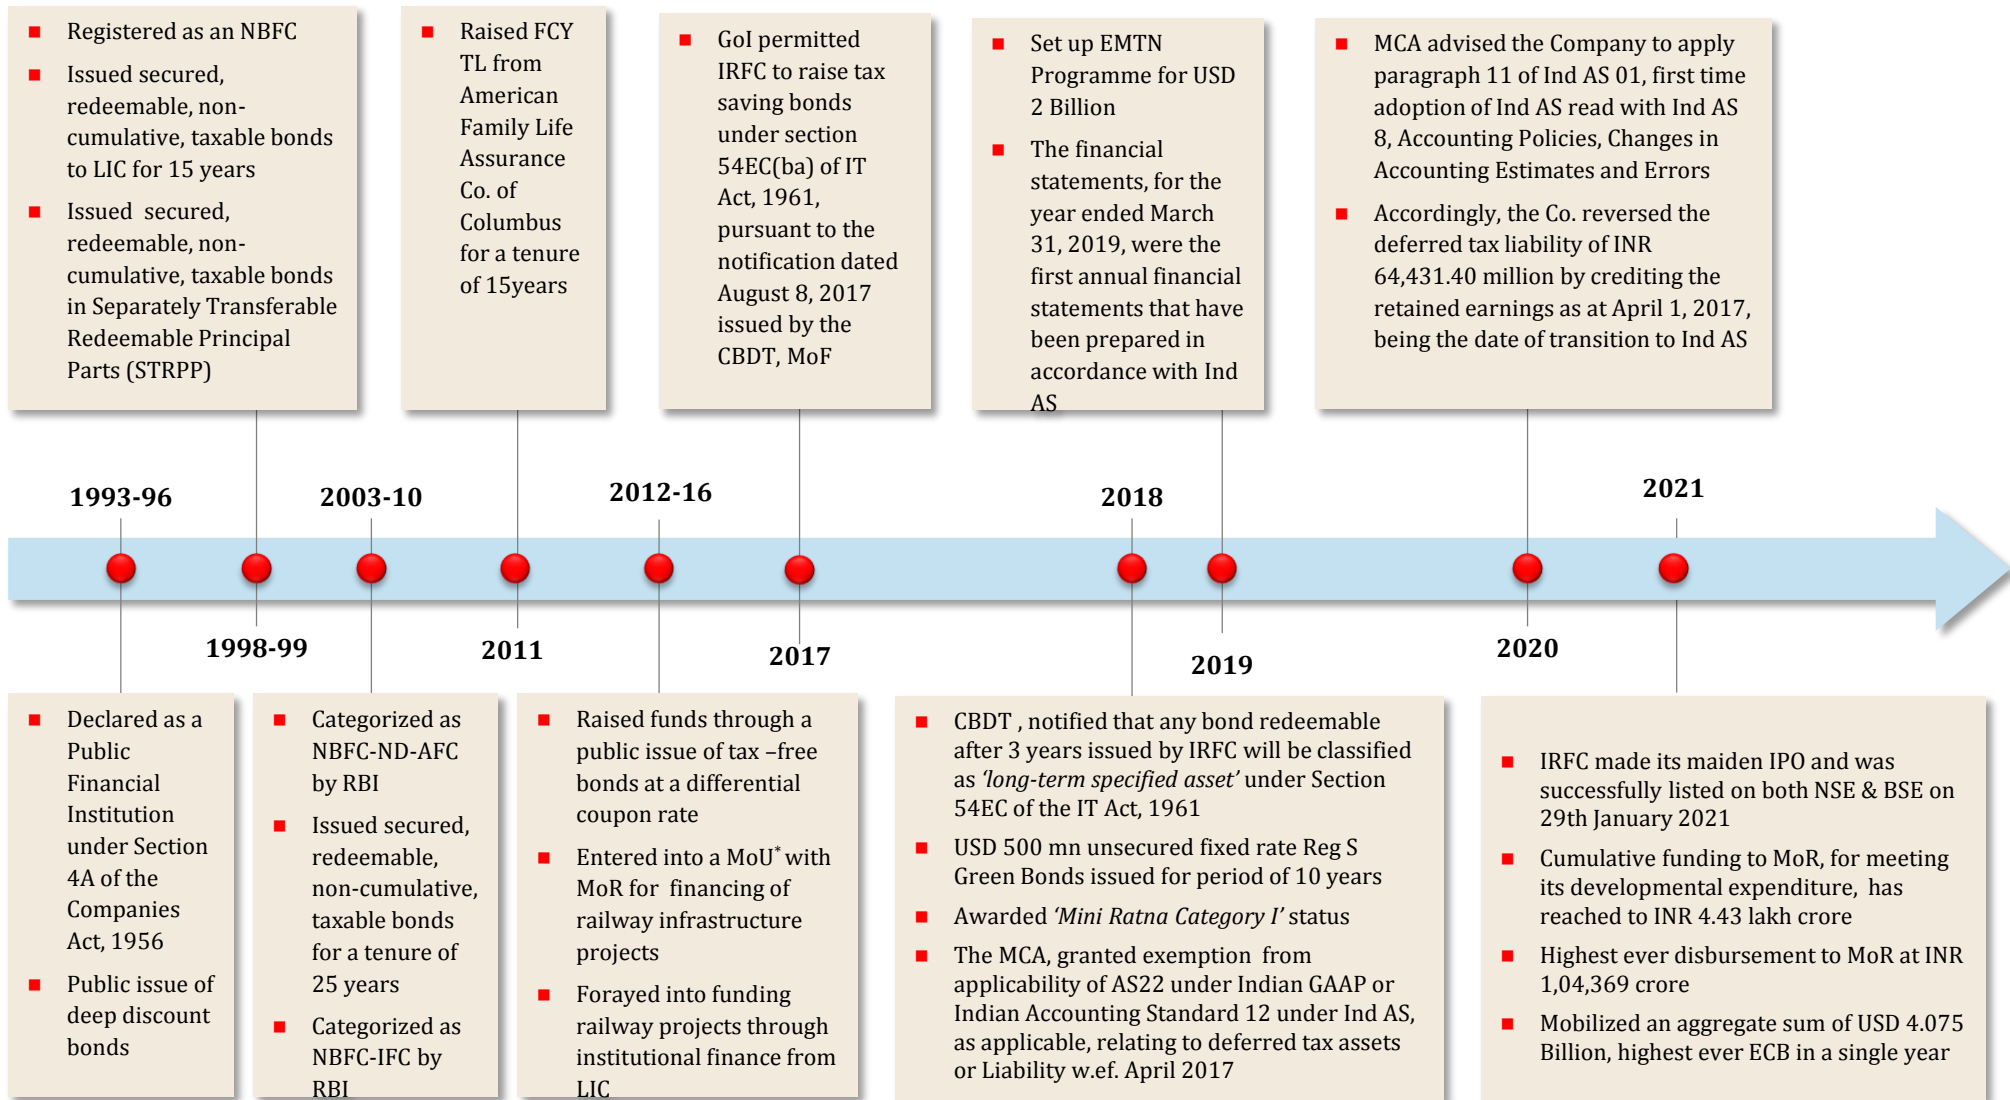 Registered as an NBFC
Issued secured,
redeemable, non-
cumulative, taxable bonds
to LIC for 15 years
Issued secured,
redeemable, non-
cumulative, taxable bonds
in Separately Transferable
Redeemable Principal
Parts (STRPP)
Raised FCY
TL from
American
Family Life
Assurance
Co. of
Columbus
for a tenure
of 15years
GoI permitted
IRFC to raise tax
saving bonds
under section
54EC(ba) of IT
Act, 1961,
pursuant to the
notification dated
August 8, 2017
issued by the
CBDT, MoF
Set up EMTN
Programme for USD
2 Billion
The financial
statements, for the
year ended March
31, 2019, were the
first annual financial
statements that have
been prepared in
accordance with Ind
AS
MCA advised the Company to apply
paragraph 11 of Ind AS 01, first time
adoption of Ind AS read with Ind AS
8, Accounting Policies, Changes in
Accounting Estimates and Errors
Accordingly, the Co. reversed the
deferred tax liability of INR
64,431.40 million by crediting the
retained earnings as at April 1, 2017,
being the date of transition to Ind AS
1993-96
2003-10
2012-16
2018
2021
1998-99
2011
2017
2019
2020
Declared as a
Public
Financial
Institution
under Section
4A of the
Companies
Act, 1956
Public issue of
deep discount
bonds
Categorized as
NBFC-ND-AFC
by RBI
Issued secured,
redeemable,
non-cumulative,
taxable bonds
for a tenure of
25 years
Categorized as
NBFC-IFC by
RBI
Raised funds through a
public issue of tax –free
bonds at a differential
coupon rate
Entered into a MoU* with
MoR for financing of
railway infrastructure
projects
Forayed into funding
railway projects through
institutional finance from
LIC
CBDT , notified that any bond redeemable
after 3 years issued by IRFC will be classified
as ‘long-term specified asset’ under Section
54EC of the IT Act, 1961
USD 500 mn unsecured fixed rate Reg S
Green Bonds issued for period of 10 years
Awarded ‘Mini Ratna Category I’ status
The MCA, granted exemption from
applicability of AS22 under Indian GAAP or
Indian Accounting Standard 12 under Ind AS,
as applicable, relating to deferred tax assets
or Liability w.ef. April 2017
IRFC made its maiden IPO and was
successfully listed on both NSE & BSE on
29th January 2021
Cumulative funding to MoR, for meeting
its developmental expenditure, has
reached to INR 4.43 lakh crore
Highest ever disbursement to MoR at INR
1,04,369 crore
Mobilized an aggregate sum of USD 4.075
Billion, highest ever ECB in a single year